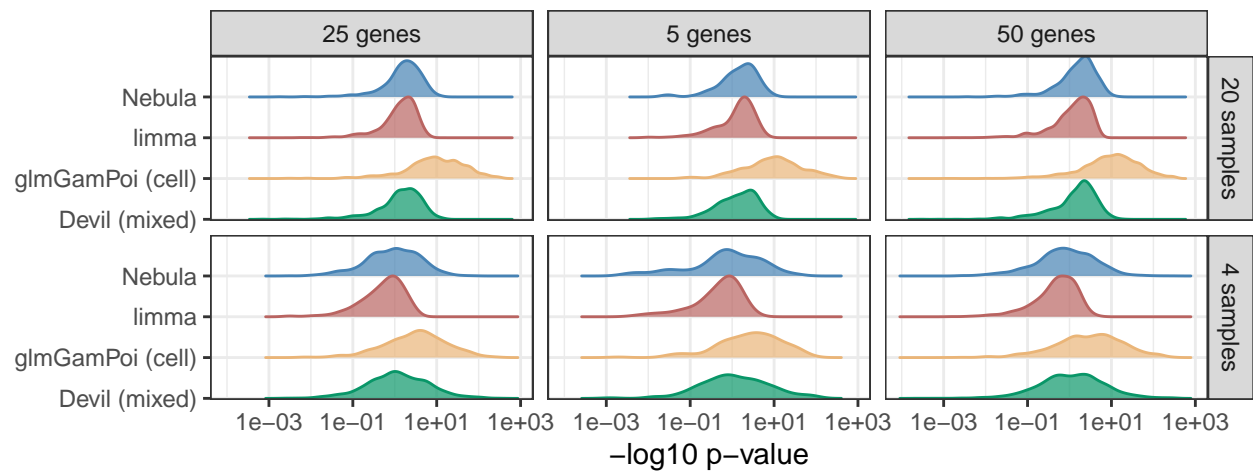 25 genes
5 genes
50 genes
20 samples
Nebula
limma
glmGamPoi (cell)
Devil (mixed)
4 samples
Nebula
limma
glmGamPoi (cell)
Devil (mixed)
1e−03 1e−01 1e+01 1e+03
1e−03 1e−01 1e+01 1e+03
1e−03 1e−01 1e+01 1e+03
−log10 p−value